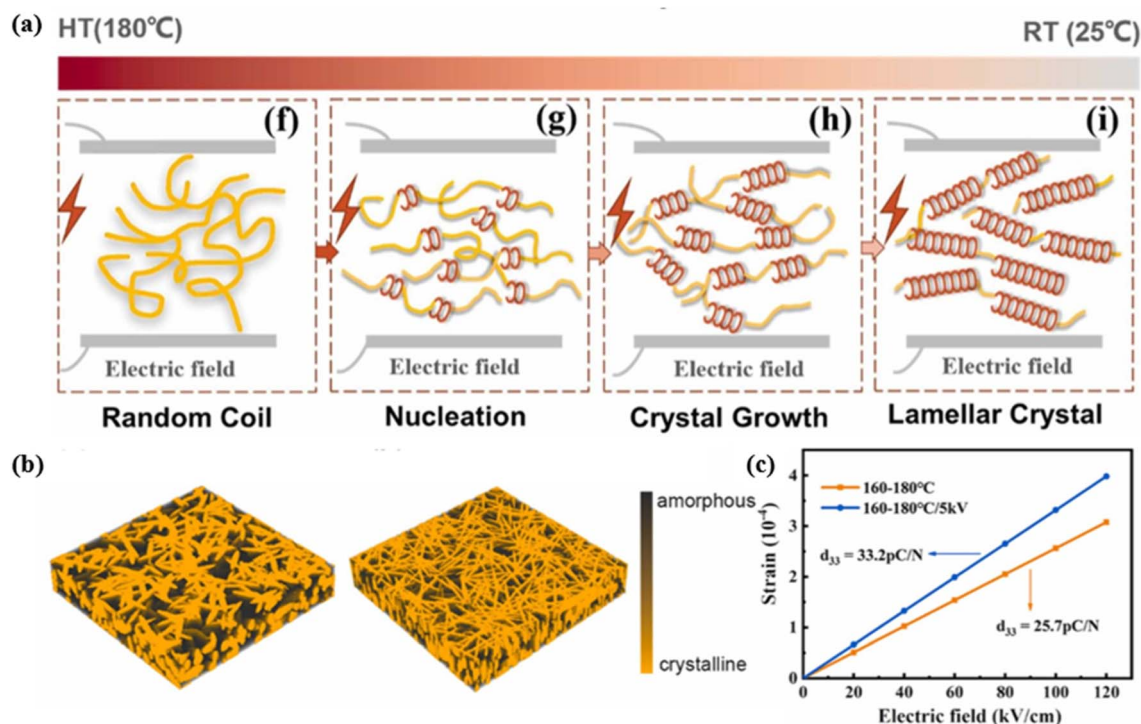 (a)
HT(180℃)
RT (25℃)
(f)
(g)
(h)
(i)
Electric field
Electric field
Electric field
Electric field
Random Coil
Nucleation
Crystal Growth
Lamellar Crystal
(b)
amorphous
crystalline
(c)
4
3
2
1
0
Strain (10⁻⁴)
160-180℃
160-180℃/5kV
d₃₃ = 33.2pC/N
d₃₃ = 25.7pC/N
0 20 40 60 80 100 120
Electric field (kV/cm)